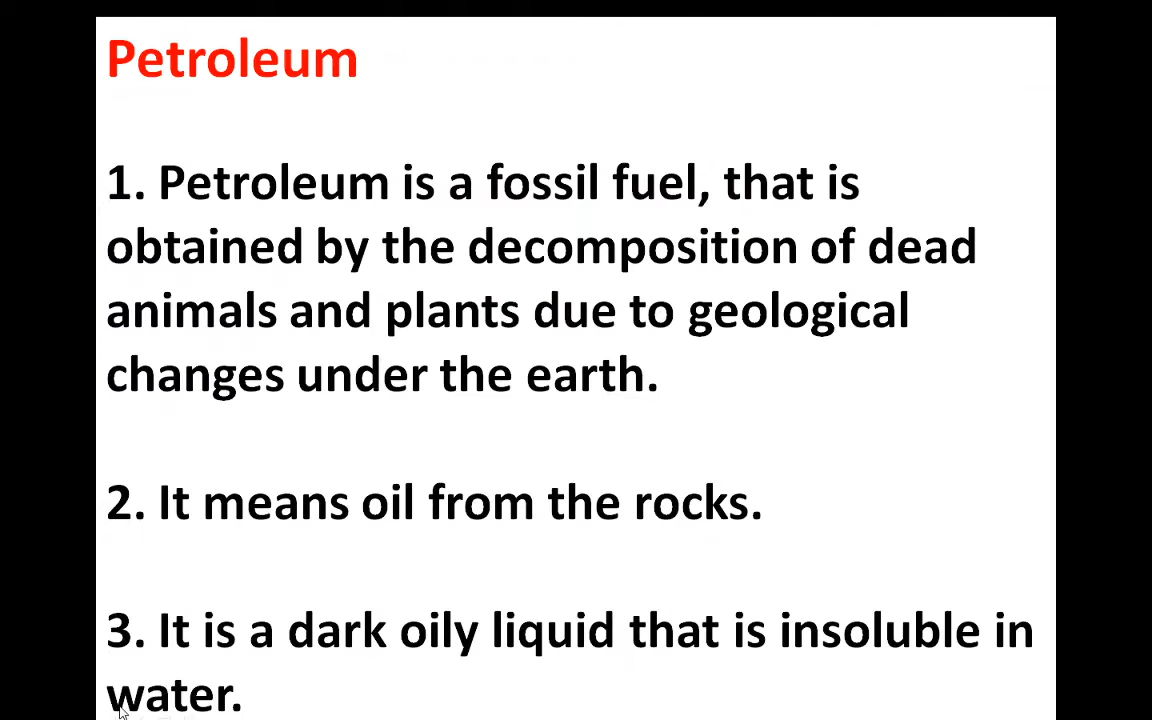 Petroleum
1. Petroleum is a fossil fuel, that is
obtained by the decomposition of dead
animals and plants due to geological
changes under the earth.
2. It means oil from the rocks.
3. It is a dark oily liquid that is insoluble in
water.